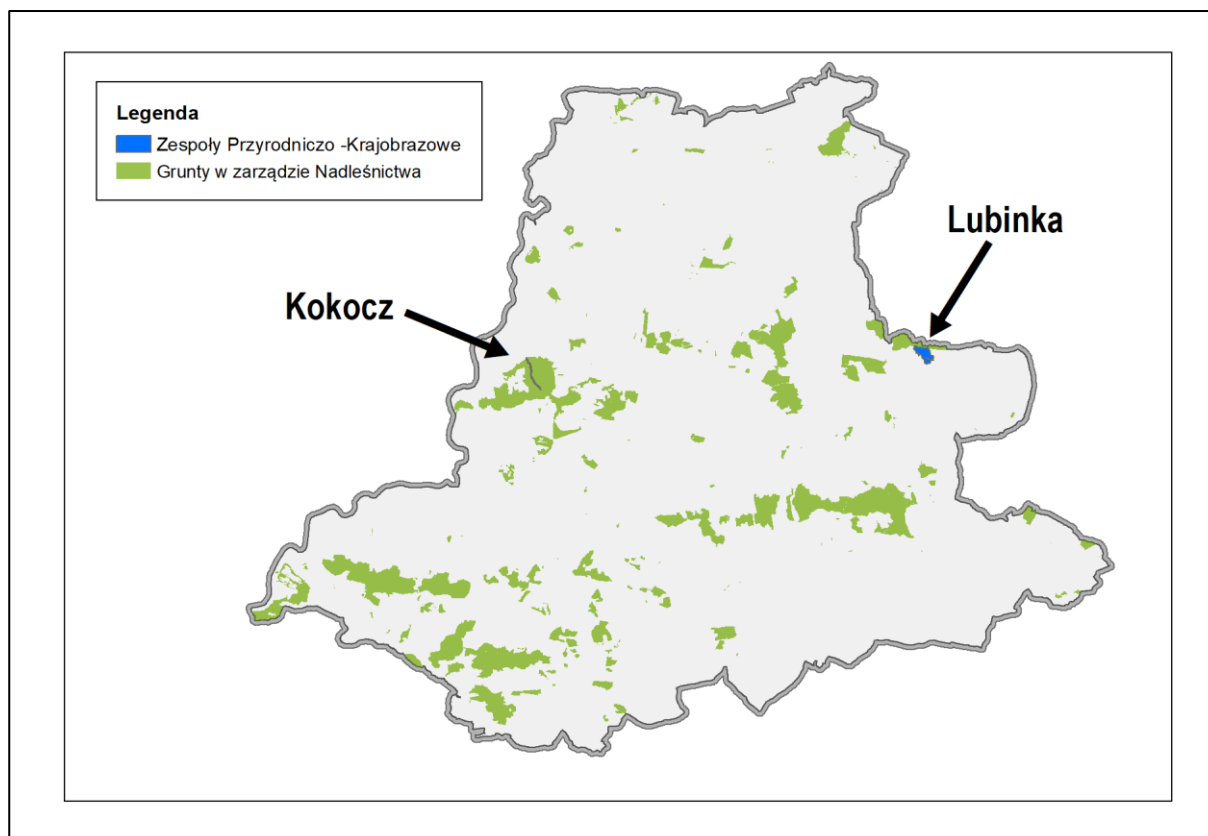 Legenda
Zespoły Przyrodniczo -Krajobrazowe
Grunty w zarządzie Nadleśnictwa
Lubinka
Kokocz